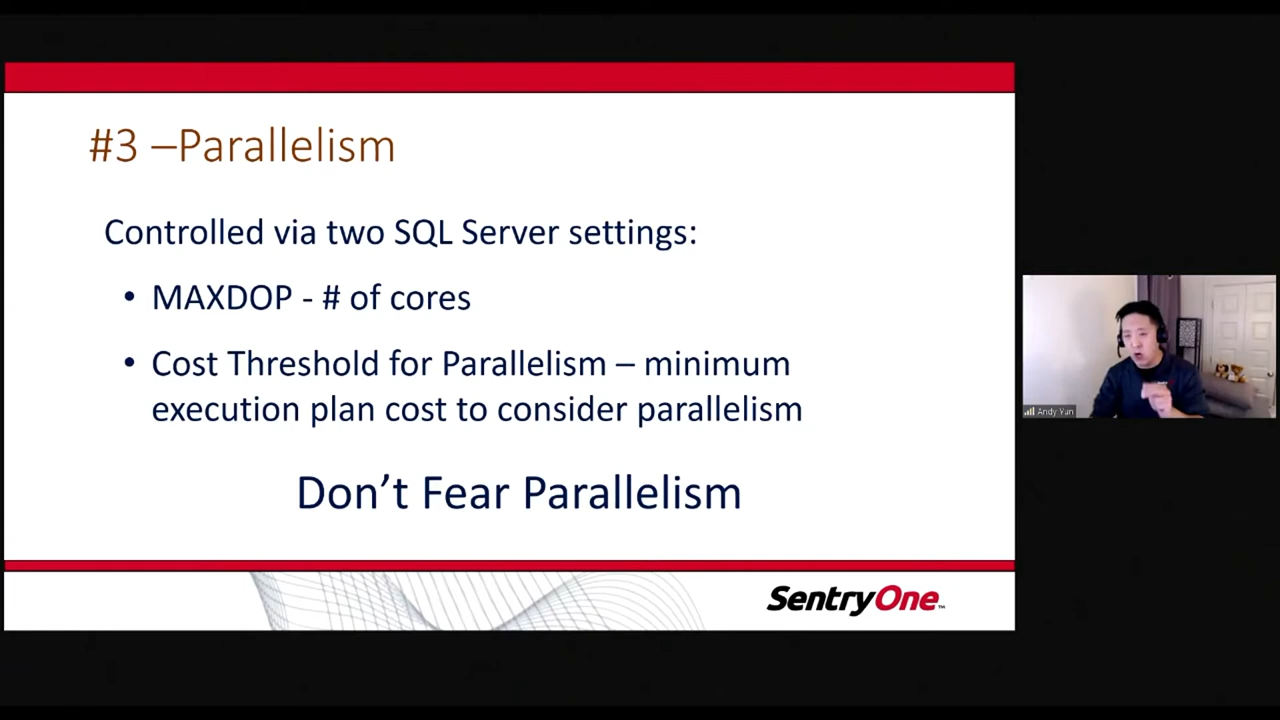 #3 –Parallelism
Controlled via two SQL Server settings:
• MAXDOP - # of cores
• Cost Threshold for Parallelism – minimum
execution plan cost to consider parallelism
Don’t Fear Parallelism
SentryOne™
Andy Yun